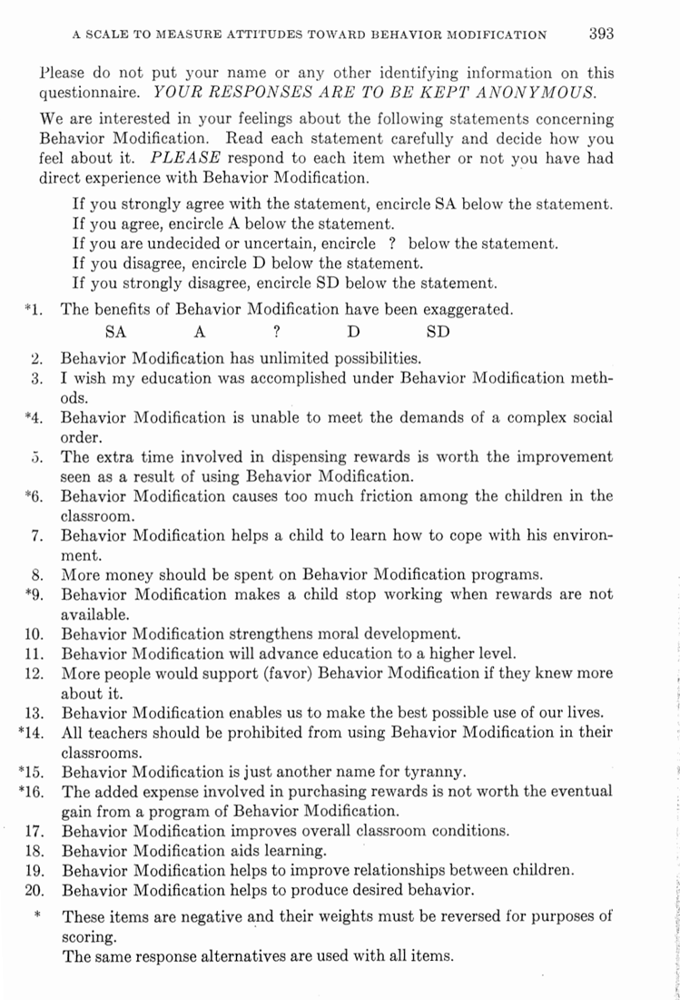 A SCALE TO MEASURE ATTITUDES TOWARD BEHAVIOR MODIFICATION 393
Please do not put your name or any other identifying information on this
questionnaire. YOUR RESPONSES ARE TO BE KEPT ANONYMOUS.
We are interested in your feelings about the following statements concerning
Behavior Modification. Read each statement carefully and decide how you
feel about it. PLEASE respond to each item whether or not you have had
direct experience with Behavior Modification.
If you strongly agree with the statement, encircle SA below the statement.
If you agree, encircle A below the statement.
If you are undecided or uncertain, encircle ? below the statement.
If you disagree, encircle D below the statement.
If you strongly disagree, encircle SD below the statement.
*1. The benefits of Behavior Modification have been exaggerated.
SA A ? D SD
2. Behavior Modification has unlimited possibilities.
3. I wish my education was accomplished under Behavior Modification meth-
ods.
*4. Behavior Modification is unable to meet the demands of a complex social
order.
5. The extra time involved in dispensing rewards is worth the improvement
seen as a result of using Behavior Modification.
*6. Behavior Modification causes too much friction among the children in the
classroom.
7. Behavior Modification helps a child to learn how to cope with his environ-
ment.
8. More money should be spent on Behavior Modification programs.
*9. Behavior Modification makes a child stop working when rewards are not
available.
10. Behavior Modification strengthens moral development.
11. Behavior Modification will advance education to a higher level.
12. More people would support (favor) Behavior Modification if they knew more
about it.
13. Behavior Modification enables us to make the best possible use of our lives.
*14. All teachers should be prohibited from using Behavior Modification in their
classrooms.
*15. Behavior Modification is just another name for tyranny.
*16. The added expense involved in purchasing rewards is not worth the eventual
gain from a program of Behavior Modification.
17. Behavior Modification improves overall classroom conditions.
18. Behavior Modification aids learning.
19. Behavior Modification helps to improve relationships between children.
20. Behavior Modification helps to produce desired behavior.
* These items are negative and their weights must be reversed for purposes of
scoring.
The same response alternatives are used with all items.